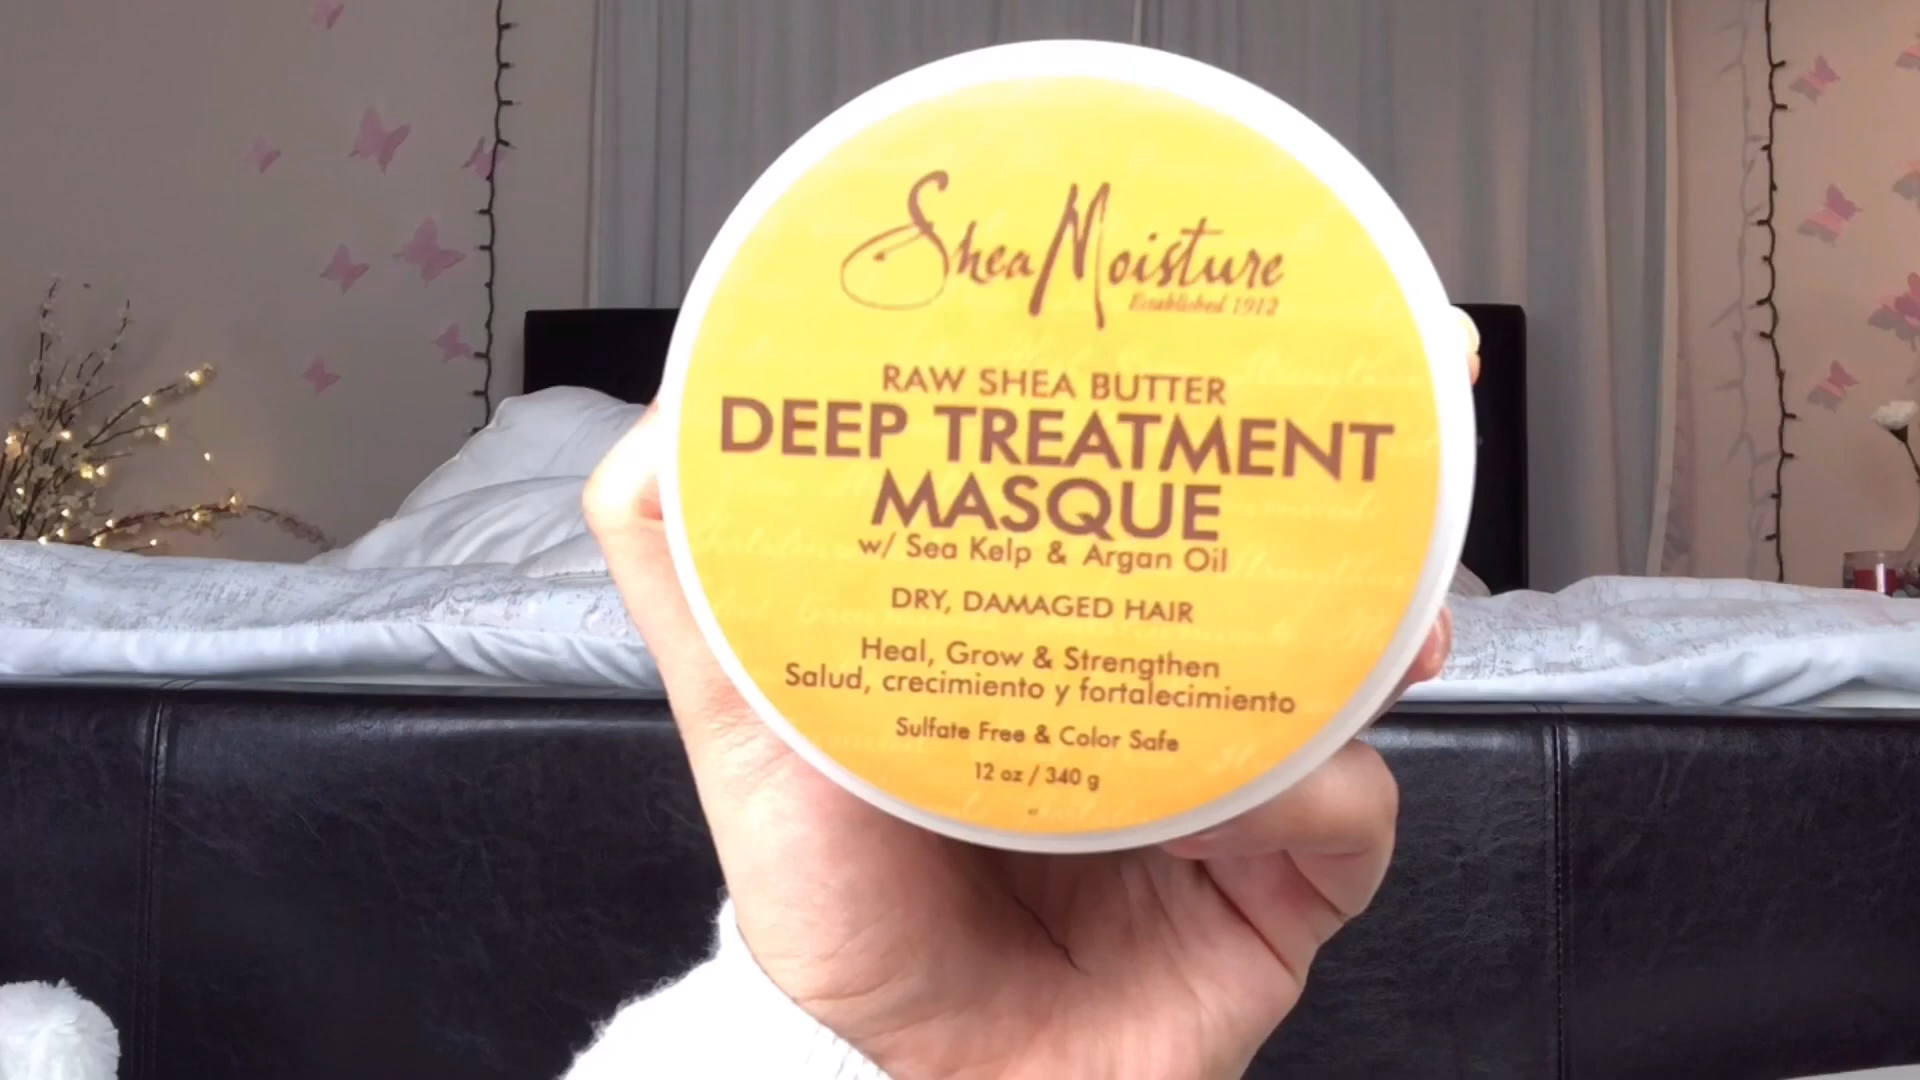 SheaMoisture
Established 1912
RAW SHEA BUTTER
DEEP TREATMENT
MASQUE
w/ Sea Kelp & Argan Oil
DRY, DAMAGED HAIR
Heal, Grow & Strengthen
Salud, crecimiento y fortalecimiento
Sulfate Free & Color Safe
12 oz / 340 g